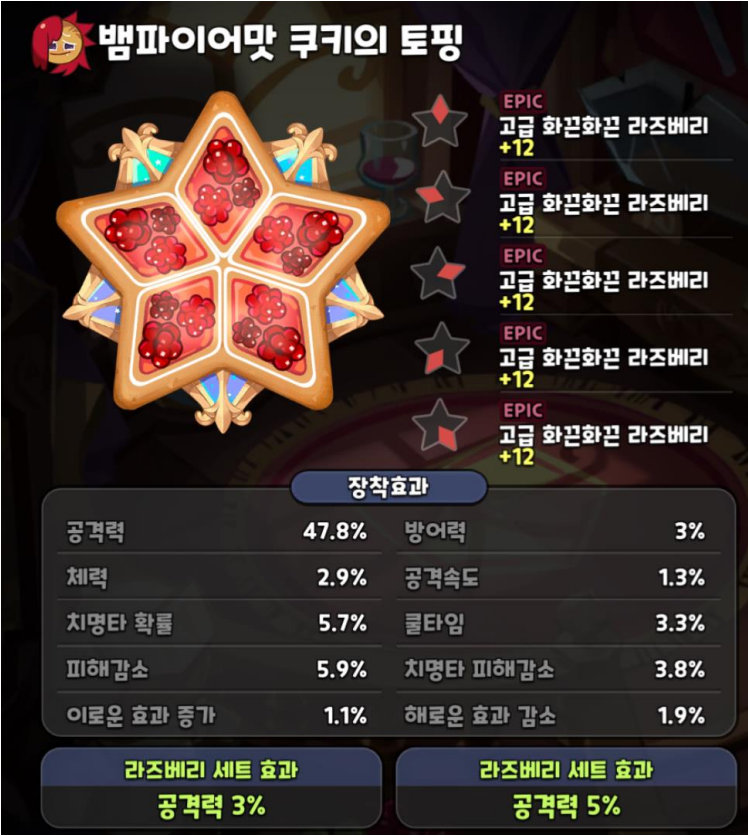 뱀파이어맛 쿠키의 토핑
EPIC
고급 화끈화끈 라즈베리
+12
EPIC
고급 화끈화끈 라즈베리
+12
EPIC
고급 화끈화끈 라즈베리
+12
EPIC
고급 화끈화끈 라즈베리
+12
EPIC
고급 화끈화끈 라즈베리
+12
장착효과
공격력 47.8% 방어력 3%
체력 2.9% 공격속도 1.3%
치명타 확률 5.7% 쿨타임 3.3%
피해감소 5.9% 치명타 피해감소 3.8%
이로운 효과 증가 1.1% 해로운 효과 감소 1.9%
라즈베리 세트 효과 라즈베리 세트 효과
공격력 3% 공격력 5%